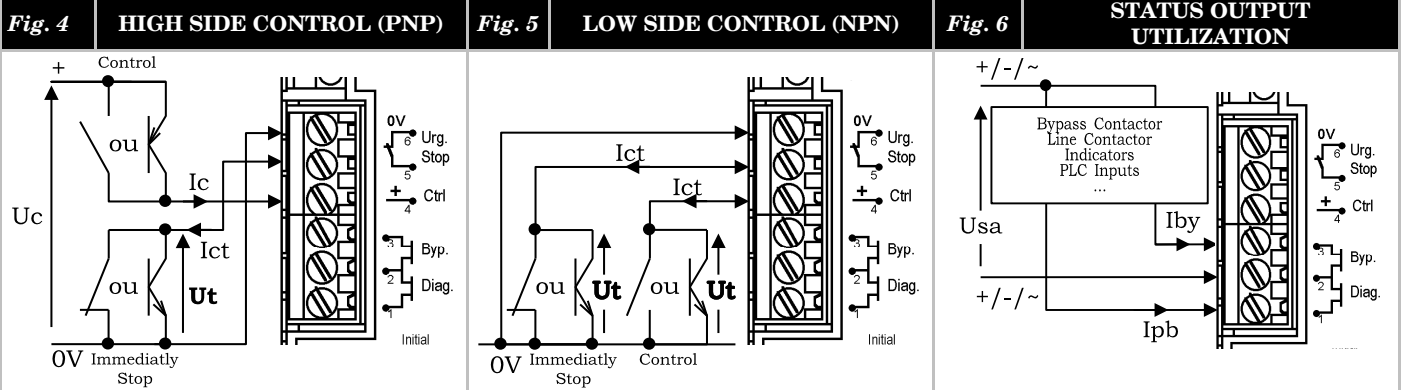 Fig. 4
HIGH SIDE CONTROL (PNP)
+
Control
ou
Ic
Uc
Ict
ou
Ut
0V
Immediatly
Stop
0V
6
Urg.
Stop
5
+
Ctrl
4
3
Byp.
2
Diag.
1
Initial
Fig. 5
LOW SIDE CONTROL (NPN)
Ict
Ict
ou
Ut
ou
Ut
0V
Immediatly
Stop
Control
0V
6
Urg.
Stop
5
+
Ctrl
4
3
Byp.
2
Diag.
1
Initial
Fig. 6
STATUS OUTPUT
UTILIZATION
+/-/~
Bypass Contactor
Line Contactor
Indicators
PLC Inputs
...
Usa
Iby
+/-/~
Ipb
0V
6
Urg.
Stop
5
+
Ctrl
4
3
Byp.
2
Diag.
1